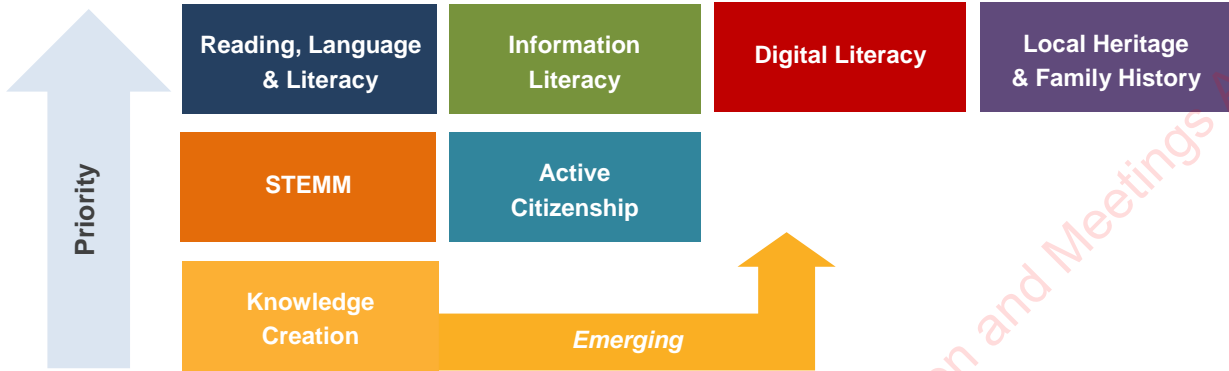 Reading, Language
& Literacy
Information
Literacy
Digital Literacy
Local Heritage
& Family History
STEMM
Active
Citizenship
Priority
Knowledge
Creation
Emerging
and Meetings